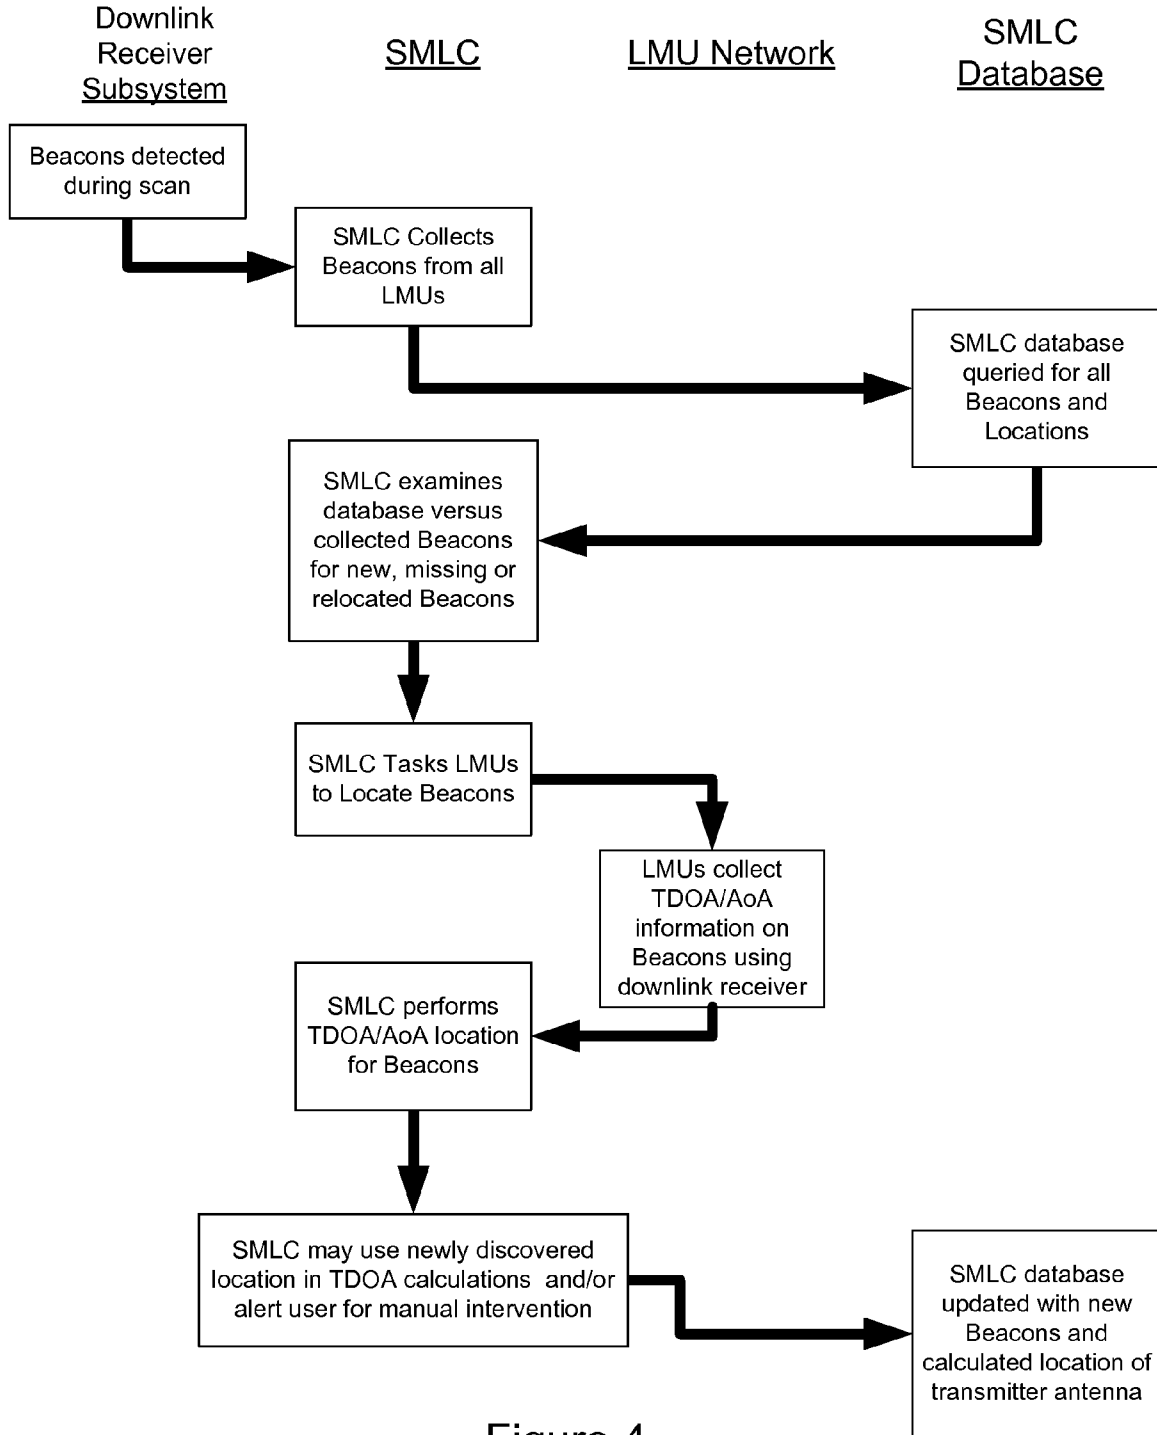 Downlink
Receiver
Subsystem
SMLC
LMU Network
SMLC
Database
Beacons detected
during scan
SMLC Collects
Beacons from all
LMUs
SMLC database
queried for all
Beacons and
Locations
SMLC examines
database versus
collected Beacons
for new, missing or
relocated Beacons
SMLC Tasks LMUs
to Locate Beacons
LMUs collect
TDOA/AoA
information on
Beacons using
downlink receiver
SMLC performs
TDOA/AoA location
for Beacons
SMLC may use newly discovered
location in TDOA calculations and/or
alert user for manual intervention
SMLC database
updated with new
Beacons and
calculated location of
transmitter antenna
Figure 4